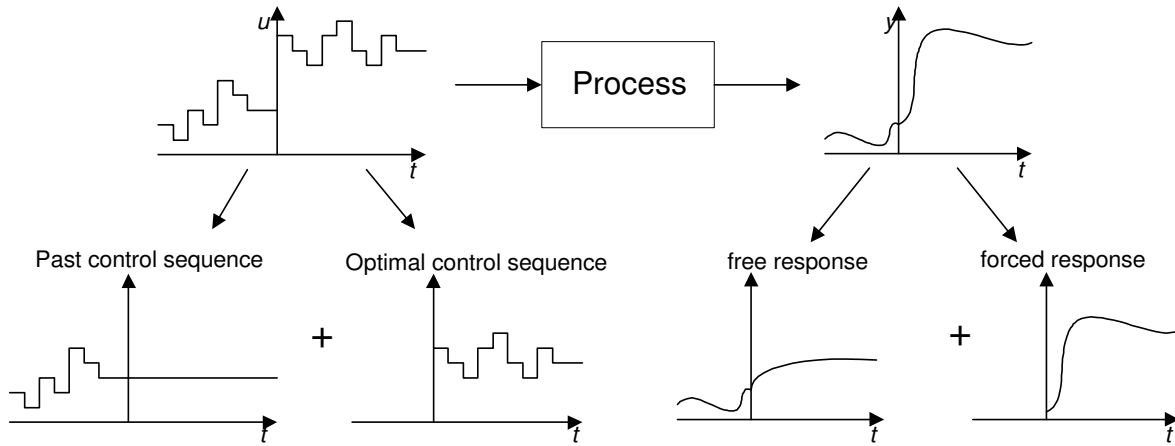 u
y
Process
t
t
Past control sequence
Optimal control sequence
free response
forced response
+
+
t
t
t
t